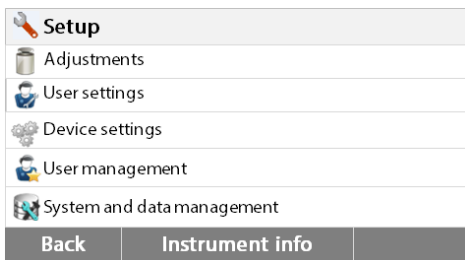 Setup
Adjustments
User settings
Device settings
User management
System and data management
Back Instrument info